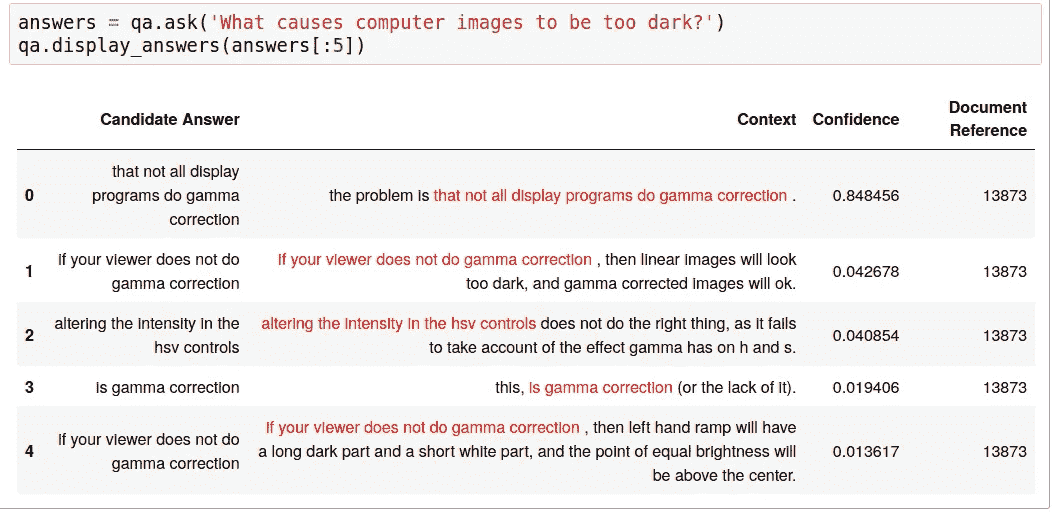 answers = qa.ask('What causes computer images to be too dark?')
qa.display_answers(answers[:5])
Candidate Answer Context Confidence Document Reference
0 that not all display programs do gamma correction the problem is that not all display programs do gamma correction . 0.848456 13873
1 if your viewer does not do gamma correction if your viewer does not do gamma correction , then linear images will look too dark, and gamma corrected images will ok. 0.042678 13873
2 altering the intensity in the hsv controls altering the intensity in the hsv controls does not do the right thing, as it fails to take account of the effect gamma has on h and s. 0.040854 13873
3 is gamma correction this, is gamma correction (or the lack of it). 0.019406 13873
4 if your viewer does not do gamma correction if your viewer does not do gamma correction , then left hand ramp will have a long dark part and a short white part, and the point of equal brightness will be above the center. 0.013617 13873